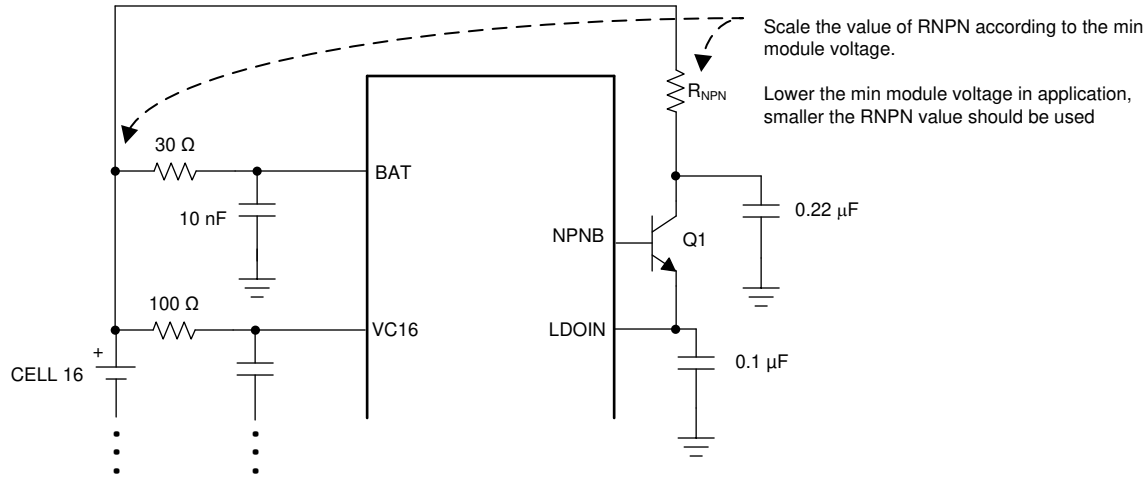 Scale the value of RNPN according to the min
module voltage.
Lower the min module voltage in application,
smaller the RNPN value should be used
RNPN
30 Ω
BAT
10 nF
0.22 μF
NPNB
Q1
100 Ω
VC16
LDOIN
+
CELL 16
0.1 μF